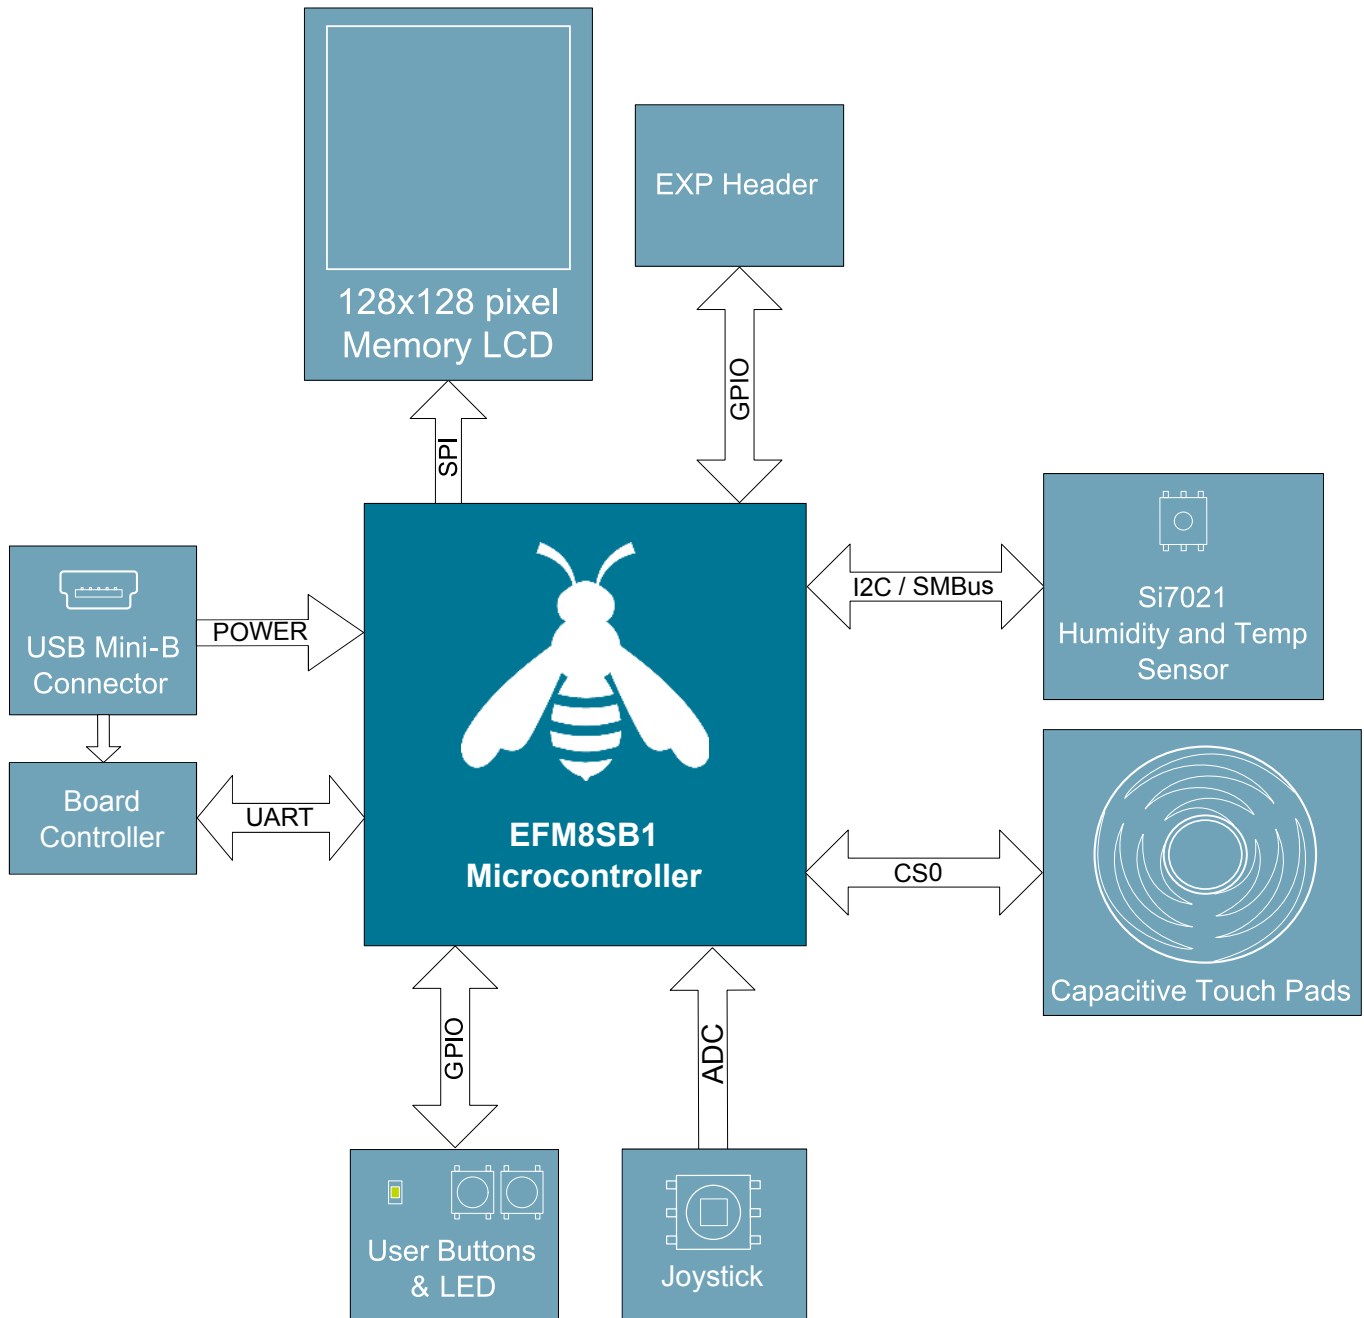 128x128 pixel
Memory LCD
EXP Header
GPIO
SPI
I2C / SMBus
Si7021
Humidity and Temp
Sensor
USB Mini-B
Connector
POWER
Board
Controller
UART
EFM8SB1
Microcontroller
CS0
Capacitive Touch Pads
GPIO
ADC
User Buttons
& LED
Joystick